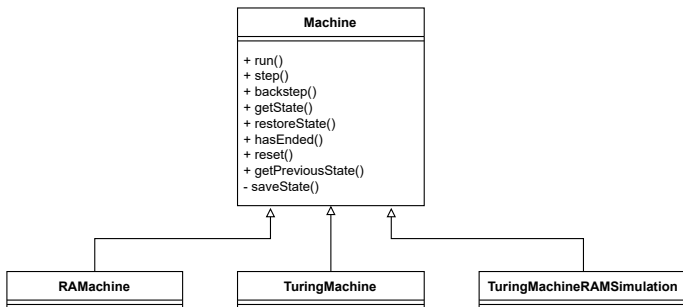 Machine
+ run()
+ step()
+ backstep()
+ getState()
+ restoreState()
+ hasEnded()
+ reset()
+ getPreviousState()
- saveState()
RAMachine
TuringMachine
TuringMachineRAMSimulation